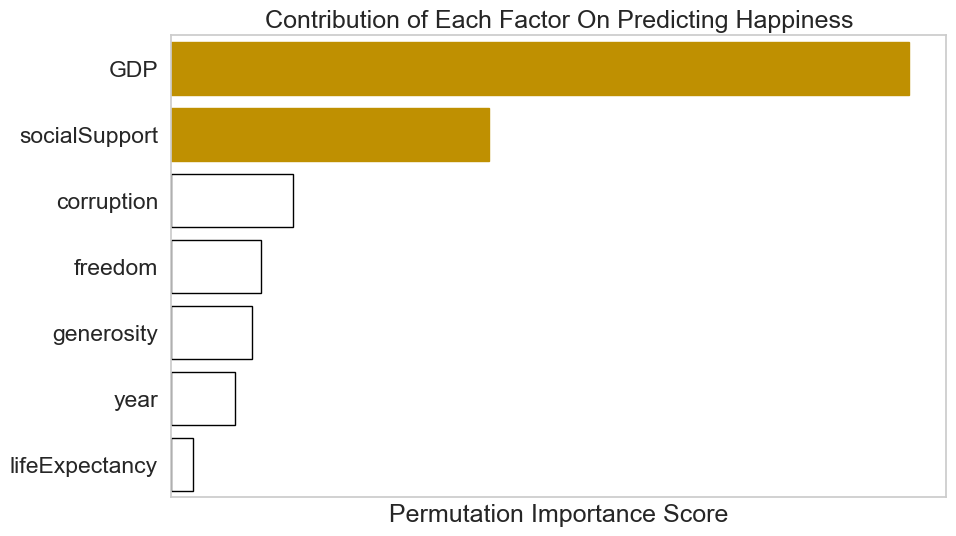 Contribution of Each Factor On Predicting Happiness
GDP
socialSupport
corruption
freedom
generosity
year
lifeExpectancy
Permutation Importance Score